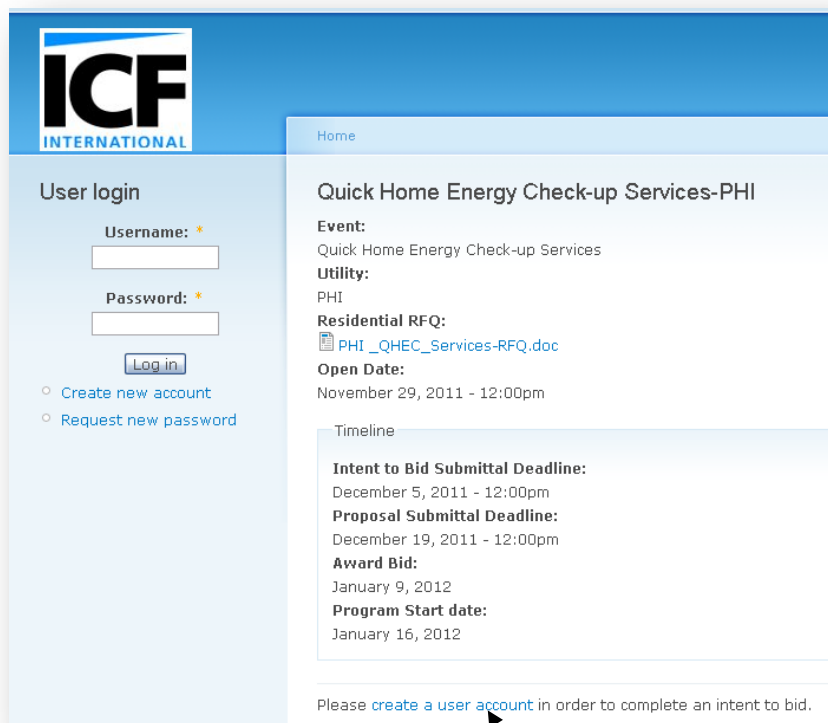 ICF
INTERNATIONAL
Home
User login
Username: *
Password: *
Log in
Create new account
Request new password
Quick Home Energy Check-up Services-PHI
Event:
Quick Home Energy Check-up Services
Utility:
PHI
Residential RFQ:
PHI _QHEC_Services-RFQ.doc
Open Date:
November 29, 2011 - 12:00pm
Timeline
Intent to Bid Submittal Deadline:
December 5, 2011 - 12:00pm
Proposal Submittal Deadline:
December 19, 2011 - 12:00pm
Award Bid:
January 9, 2012
Program Start date:
January 16, 2012
Please create a user account in order to complete an intent to bid.